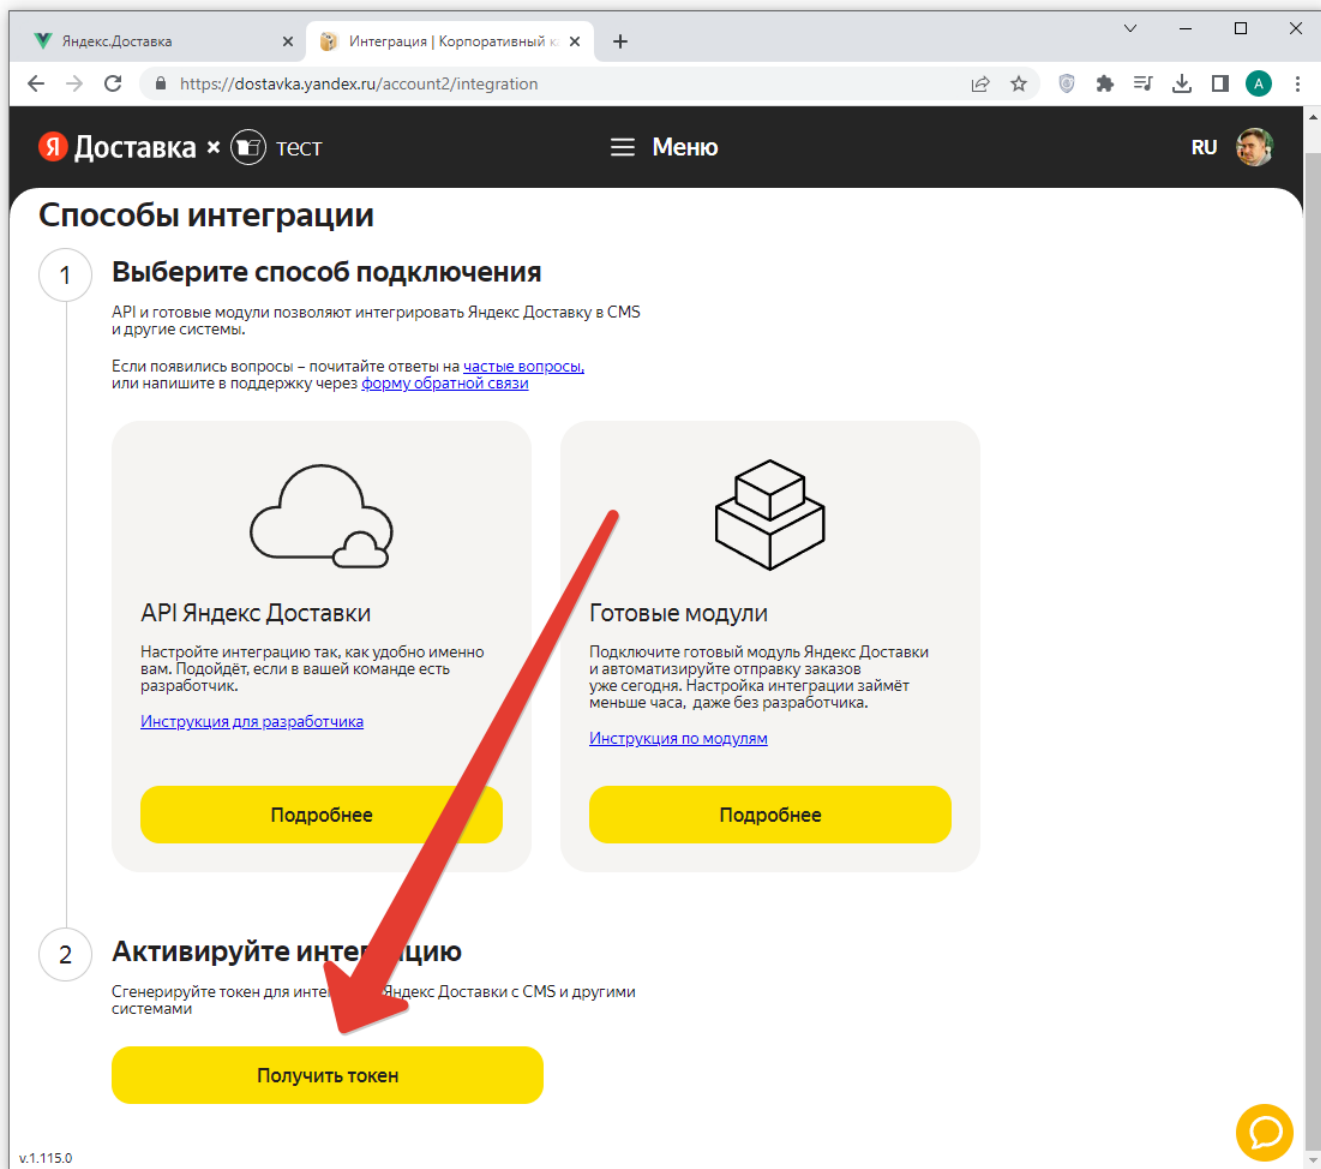 Яндекс.Доставка
Интеграция | Корпоративный к
https://dostavka.yandex.ru/account2/integration
A
Я Доставка × тест
Меню
RU
Способы интеграции
1
Выберите способ подключения
API и готовые модули позволяют интегрировать Яндекс Доставку в CMS
и другие системы.
Если появились вопросы – почитайте ответы на частые вопросы,
или напишите в поддержку через форму обратной связи
API Яндекс Доставки
Настройте интеграцию так, как удобно именно
вам. Подойдёт, если в вашей команде есть
разработчик.
Инструкция для разработчика
Подробнее
Готовые модули
Подключите готовый модуль Яндекс Доставки
и автоматизируйте отправку заказов
уже сегодня. Настройка интеграции займёт
меньше часа, даже без разработчика.
Инструкция по модулям
Подробнее
2
Активируйте интеграцию
Сгенерируйте токен для инте Яндекс Доставки с CMS и другими
системами
Получить токен
v.1.115.0